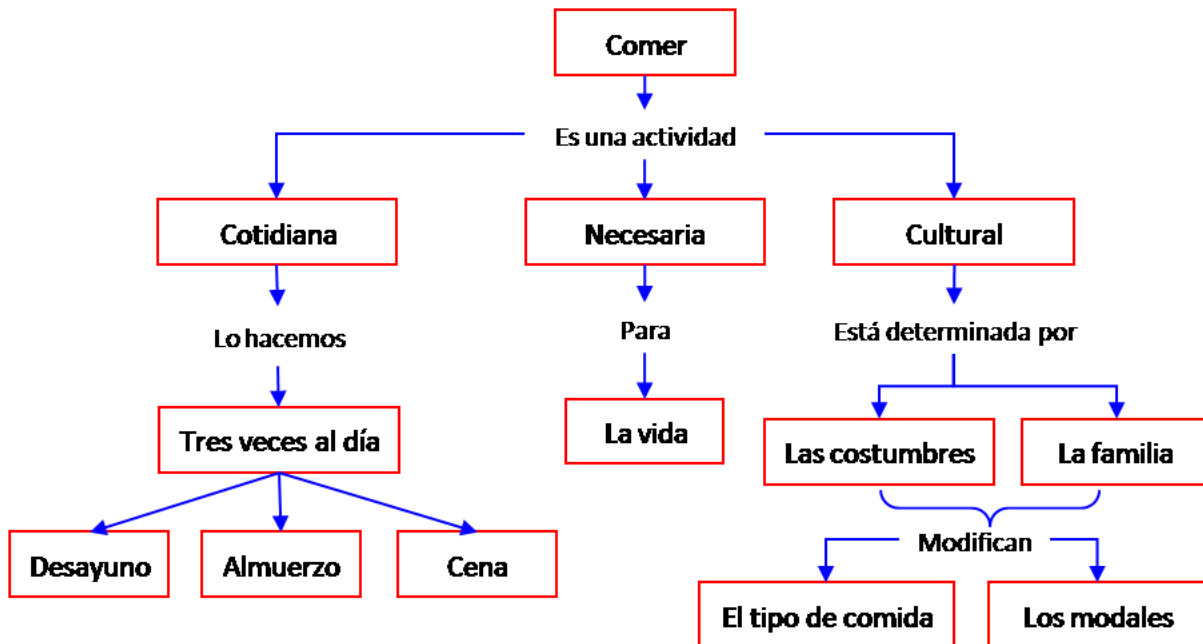 Comer
Es una actividad
Cotidiana
Necesaria
Cultural
Lo hacemos
Para
Está determinada por
Tres veces al día
La vida
Las costumbres
La familia
Desayuno
Almuerzo
Cena
Modifican
El tipo de comida
Los modales